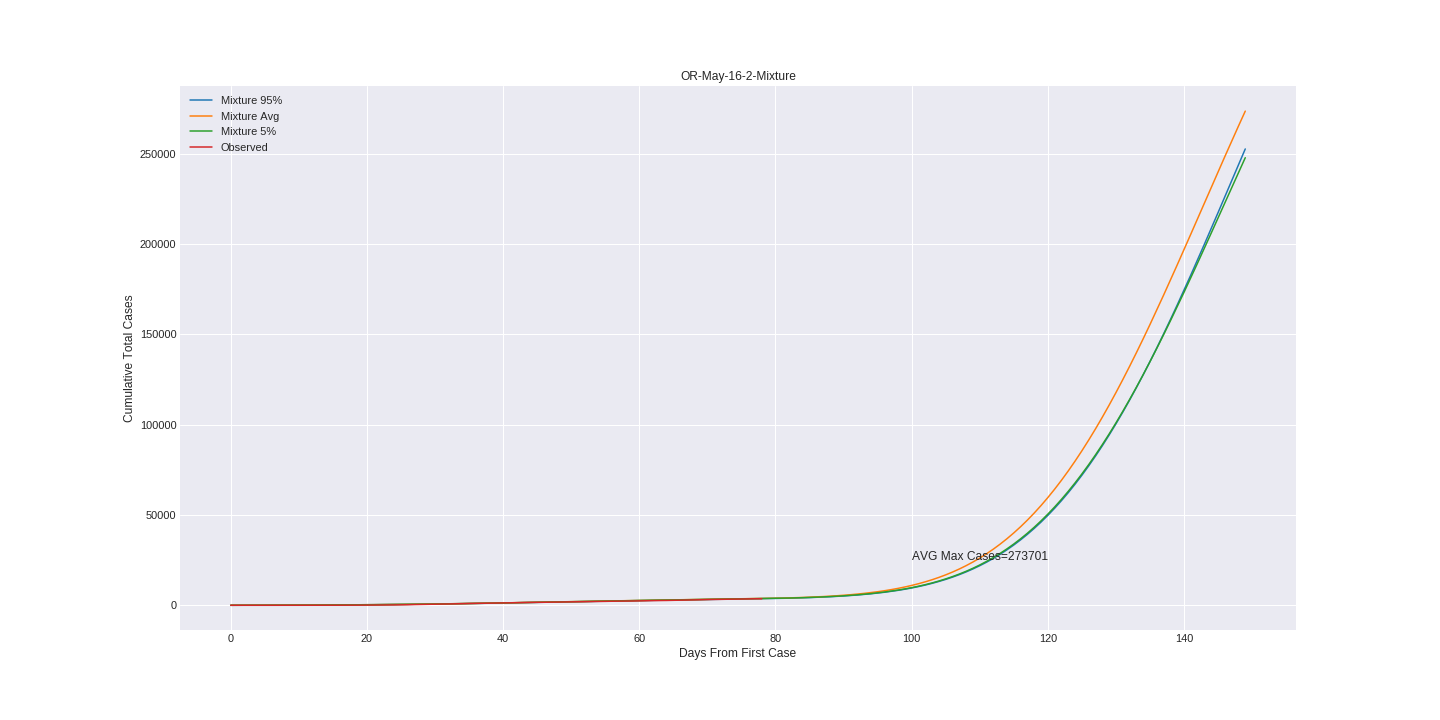 OR-May-16-2-Mixture
Mixture 95%
Mixture Avg
Mixture 5%
Observed
250000
200000
150000
100000
50000
0
Cumulative Total Cases
AVG Max Cases=273701
0 20 40 60 80 100 120 140
Days From First Case